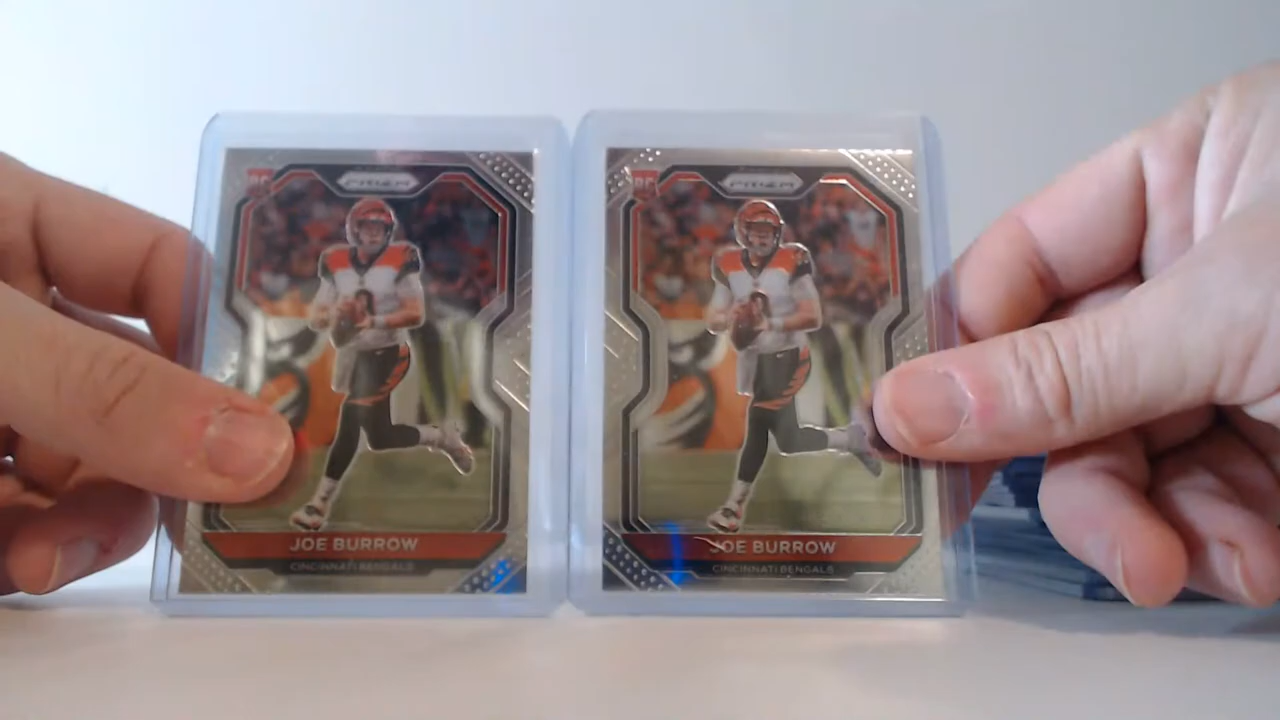 RC
PRIZM
JOE BURROW
CINCINNATI BENGALS
RC
PRIZM
JOE BURROW
CINCINNATI BENGALS